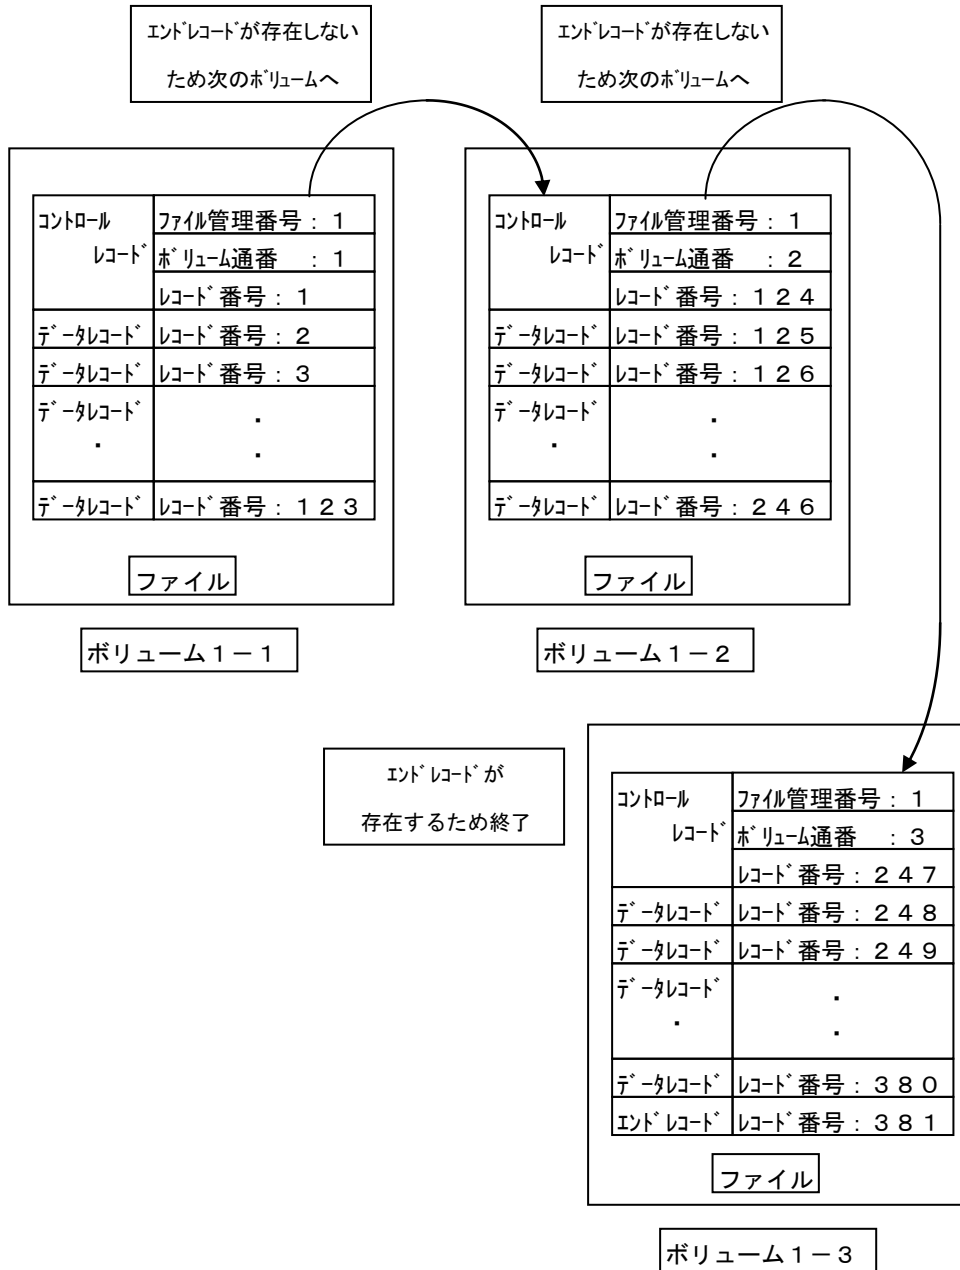 ｴﾝﾄﾞﾚｺｰﾄﾞが存在しない
ため次のﾎﾞﾘｭｰﾑへ
ｴﾝﾄﾞﾚｺｰﾄﾞが存在しない
ため次のﾎﾞﾘｭｰﾑへ
ｺﾝﾄﾛｰﾙ ﾌｧｲﾙ管理番号：１
ﾚｺｰﾄﾞ ﾎﾞﾘｭｰﾑ通番　：１
ﾚｺｰﾄﾞ番号：１
ﾃﾞｰﾀﾚｺｰﾄﾞ ﾚｺｰﾄﾞ番号：２
ﾃﾞｰﾀﾚｺｰﾄﾞ ﾚｺｰﾄﾞ番号：３
ﾃﾞｰﾀﾚｺｰﾄﾞ ・
・ ・
ﾃﾞｰﾀﾚｺｰﾄﾞ ﾚｺｰﾄﾞ番号：１２３
ファイル
ボリューム１－１
ｺﾝﾄﾛｰﾙ ﾌｧｲﾙ管理番号：１
ﾚｺｰﾄﾞ ﾎﾞﾘｭｰﾑ通番　：２
ﾚｺｰﾄﾞ番号：１２４
ﾃﾞｰﾀﾚｺｰﾄﾞ ﾚｺｰﾄﾞ番号：１２５
ﾃﾞｰﾀﾚｺｰﾄﾞ ﾚｺｰﾄﾞ番号：１２６
ﾃﾞｰﾀﾚｺｰﾄﾞ ・
・ ・
ﾃﾞｰﾀﾚｺｰﾄﾞ ﾚｺｰﾄﾞ番号：２４６
ファイル
ボリューム１－２
ｴﾝﾄﾞﾚｺｰﾄﾞが
存在するため終了
ｺﾝﾄﾛｰﾙ ﾌｧｲﾙ管理番号：１
ﾚｺｰﾄﾞ ﾎﾞﾘｭｰﾑ通番　：３
ﾚｺｰﾄﾞ番号：２４７
ﾃﾞｰﾀﾚｺｰﾄﾞ ﾚｺｰﾄﾞ番号：２４８
ﾃﾞｰﾀﾚｺｰﾄﾞ ﾚｺｰﾄﾞ番号：２４９
ﾃﾞｰﾀﾚｺｰﾄﾞ ・
・ ・
ﾃﾞｰﾀﾚｺｰﾄﾞ ﾚｺｰﾄﾞ番号：３８０
ｴﾝﾄﾞﾚｺｰﾄﾞ ﾚｺｰﾄﾞ番号：３８１
ファイル
ボリューム１－３